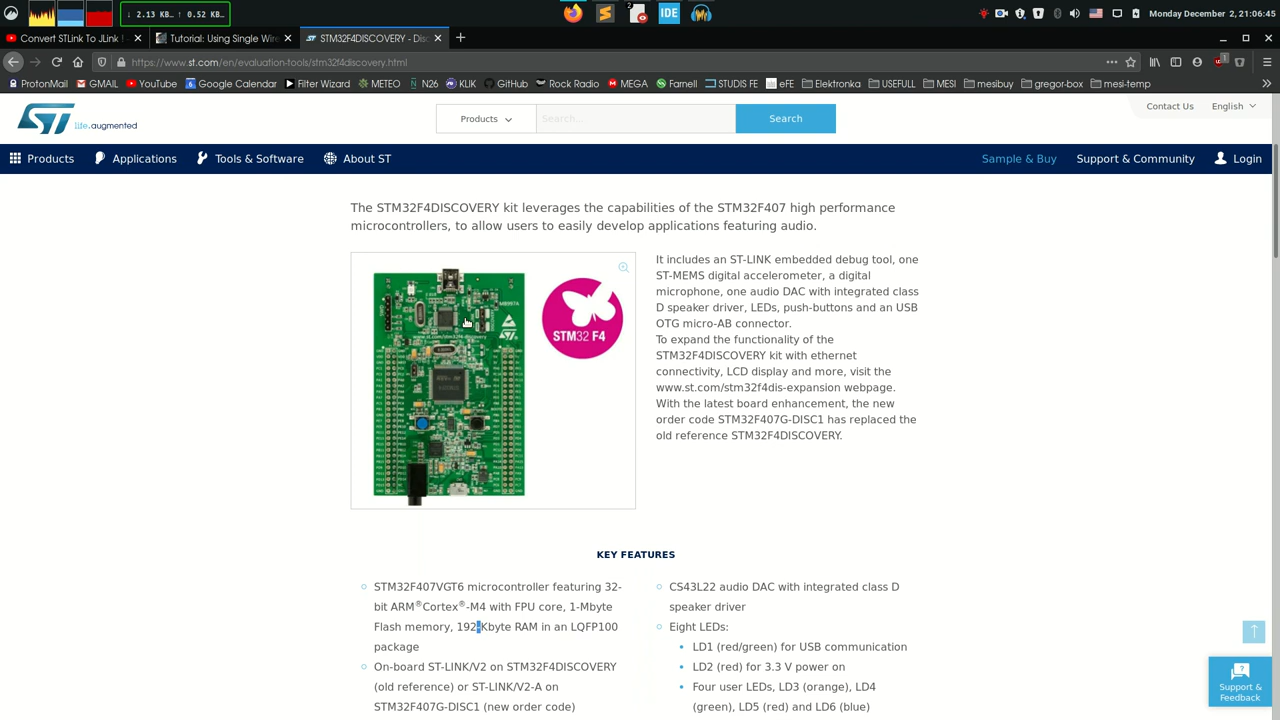 ↓ 2.13 KB… ↑ 0.52 KB…
IDE
Monday December 2, 21:06:45
Convert STLink To JLink !
Tutorial: Using Single Wire
STM32F4DISCOVERY - Disc
https://www.st.com/en/evaluation-tools/stm32f4discovery.html
ProtonMail GMAIL YouTube Google Calendar Filter Wizard METEO N26 KLIK GitHub Rock Radio MEGA Farnell STUDIS FE eFE Elektronka USEFULL MESI mesibuy gregor-box mesi-temp
Contact Us English
ST life.augmented
Products Search... Search
Products Applications Tools & Software About ST Sample & Buy Support & Community Login
The STM32F4DISCOVERY kit leverages the capabilities of the STM32F407 high performance
microcontrollers, to allow users to easily develop applications featuring audio.
STM32 F4
It includes an ST-LINK embedded debug tool, one
ST-MEMS digital accelerometer, a digital
microphone, one audio DAC with integrated class
D speaker driver, LEDs, push-buttons and an USB
OTG micro-AB connector.
To expand the functionality of the
STM32F4DISCOVERY kit with ethernet
connectivity, LCD display and more, visit the
www.st.com/stm32f4dis-expansion webpage.
With the latest board enhancement, the new
order code STM32F407G-DISC1 has replaced the
old reference STM32F4DISCOVERY.
KEY FEATURES
STM32F407VGT6 microcontroller featuring 32-
bit ARM®Cortex®-M4 with FPU core, 1-Mbyte
Flash memory, 192-Kbyte RAM in an LQFP100
package
On-board ST-LINK/V2 on STM32F4DISCOVERY
(old reference) or ST-LINK/V2-A on
STM32F407G-DISC1 (new order code)
CS43L22 audio DAC with integrated class D
speaker driver
Eight LEDs:
LD1 (red/green) for USB communication
LD2 (red) for 3.3 V power on
Four user LEDs, LD3 (orange), LD4
(green), LD5 (red) and LD6 (blue)
Support &
Feedback